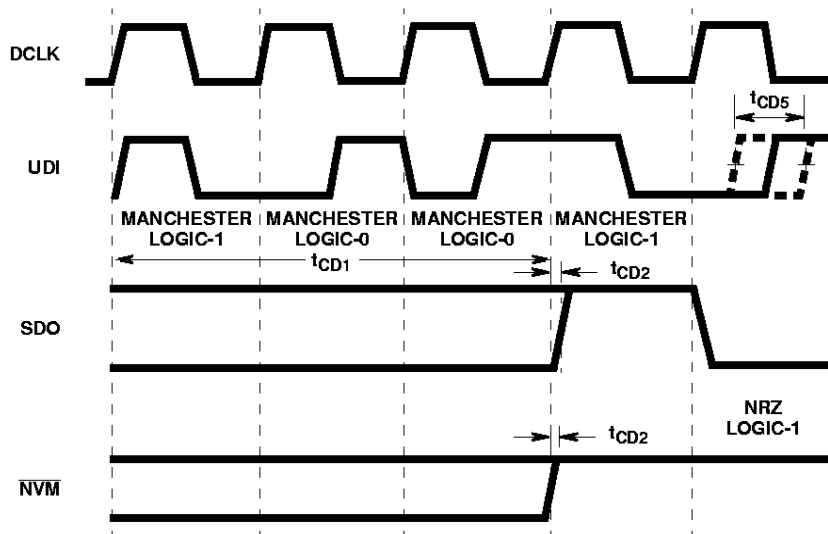 DCLK
tCD5
UDI
MANCHESTER MANCHESTER MANCHESTER MANCHESTER
LOGIC-1 LOGIC-0 LOGIC-0 LOGIC-1
tCD1
tCD2
SDO
NRZ
LOGIC-1
tCD2
NVM